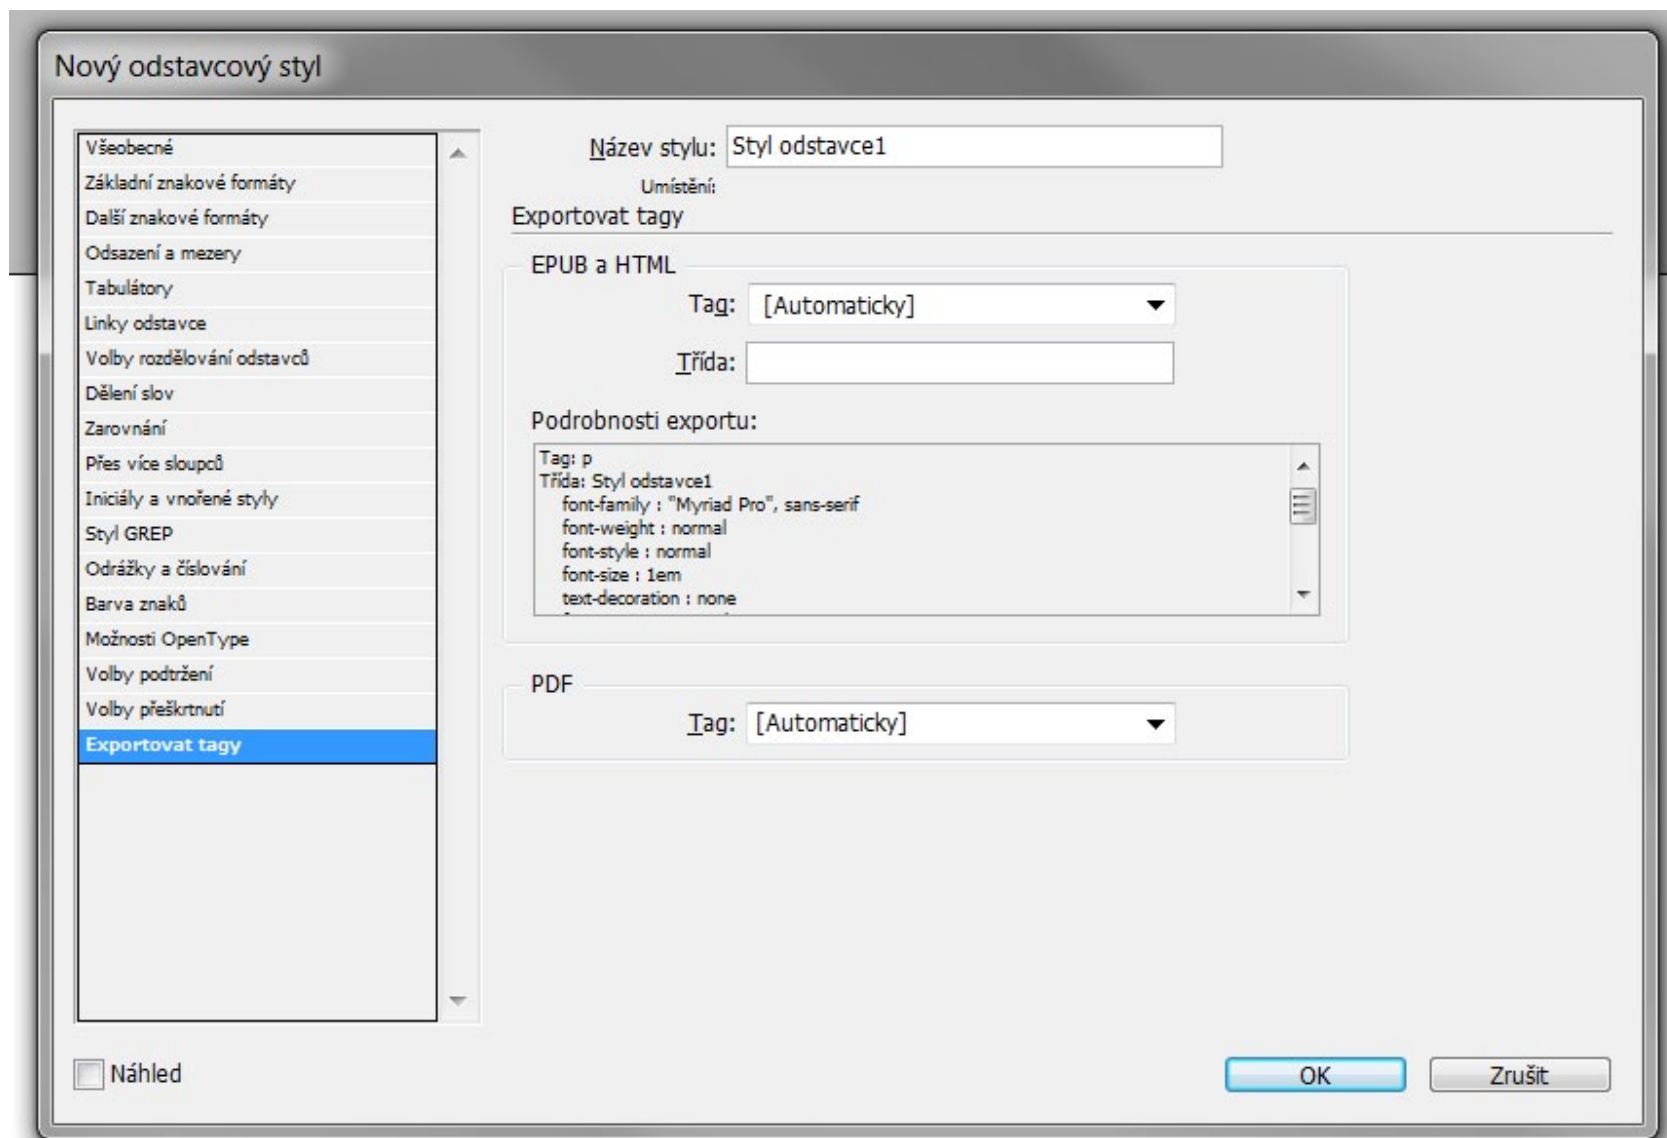 Nový odstavcový styl
Všeobecné
Základní znakové formáty
Další znakové formáty
Odsazení a mezery
Tabulátory
Linky odstavce
Volby rozdělování odstavců
Dělení slov
Zarovnání
Přes více sloupců
Iniciály a vnořené styly
Styl GREP
Odrážky a číslování
Barva znaků
Možnosti OpenType
Volby podtržení
Volby přeškrtnutí
Exportovat tagy
Název stylu: Styl odstavce1
Umístění:
Exportovat tagy
EPUB a HTML
Tag: [Automaticky]
Třída:
Podrobnosti exportu:
Tag: p
Třída: Styl odstavce1
font-family : "Myriad Pro", sans-serif
font-weight : normal
font-style : normal
font-size : 1em
text-decoration : none
PDF
Tag: [Automaticky]
Náhled
OK Zrušit